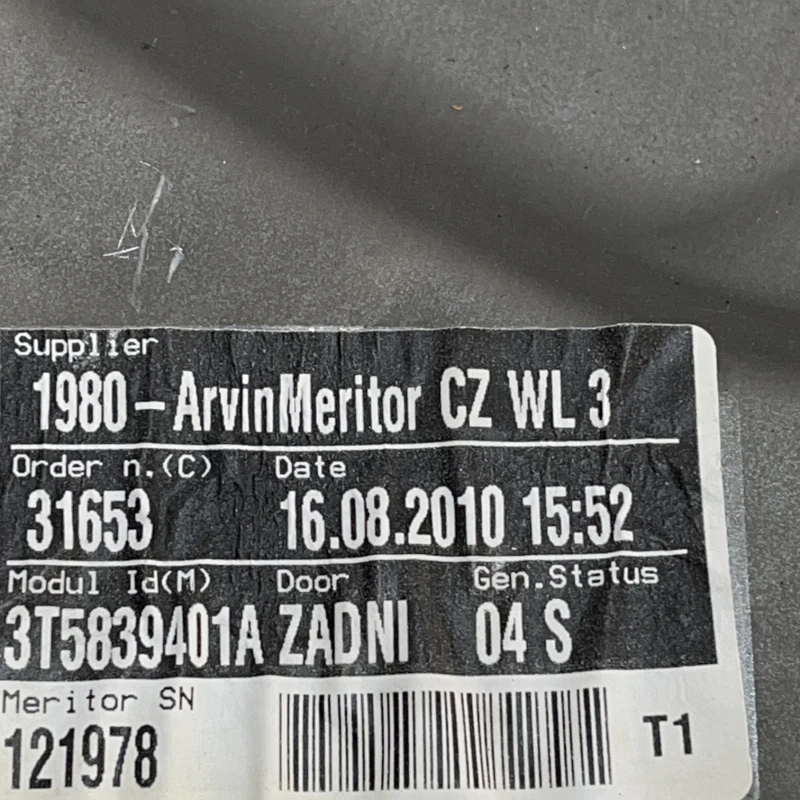 Supplier
1980-ArvinMeritor CZ WL 3
Order n.(C) Date
31653 16.08.2010 15:52
Modul Id(M) Door Gen.Status
3T5839401A ZADNI 04 S
Meritor SN
121978 T1